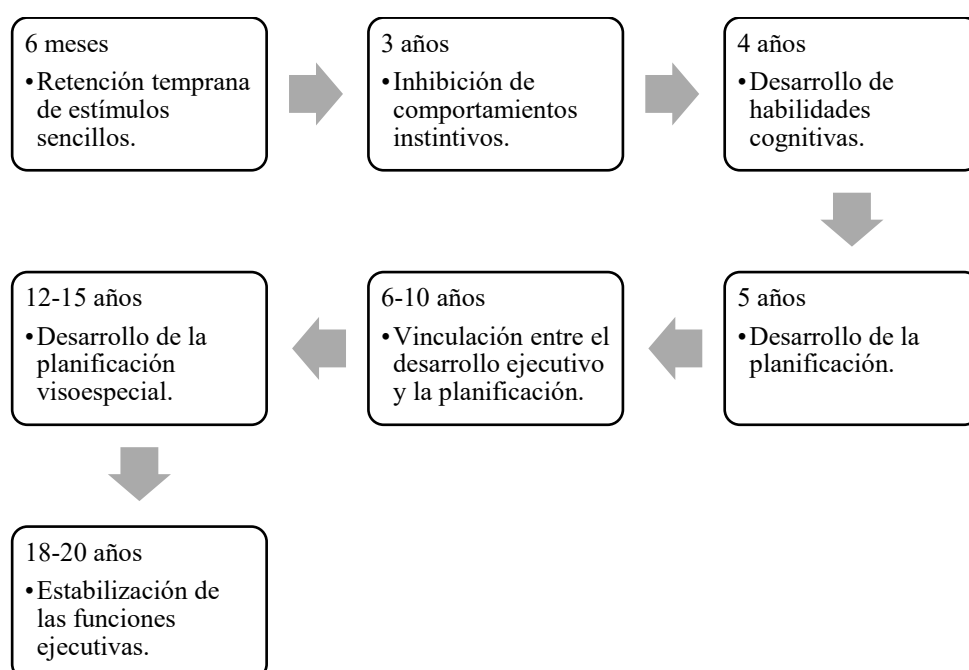 6 meses
•Retención temprana
de estímulos
sencillos.
3 años
•Inhibición de
comportamientos
instintivos.
4 años
•Desarrollo de
habilidades
cognitivas.
5 años
•Desarrollo de la
planificación.
6-10 años
•Vinculación entre el
desarrollo ejecutivo
y la planificación.
12-15 años
•Desarrollo de la
planificación
visoespecial.
18-20 años
•Estabilización de
las funciones
ejecutivas.